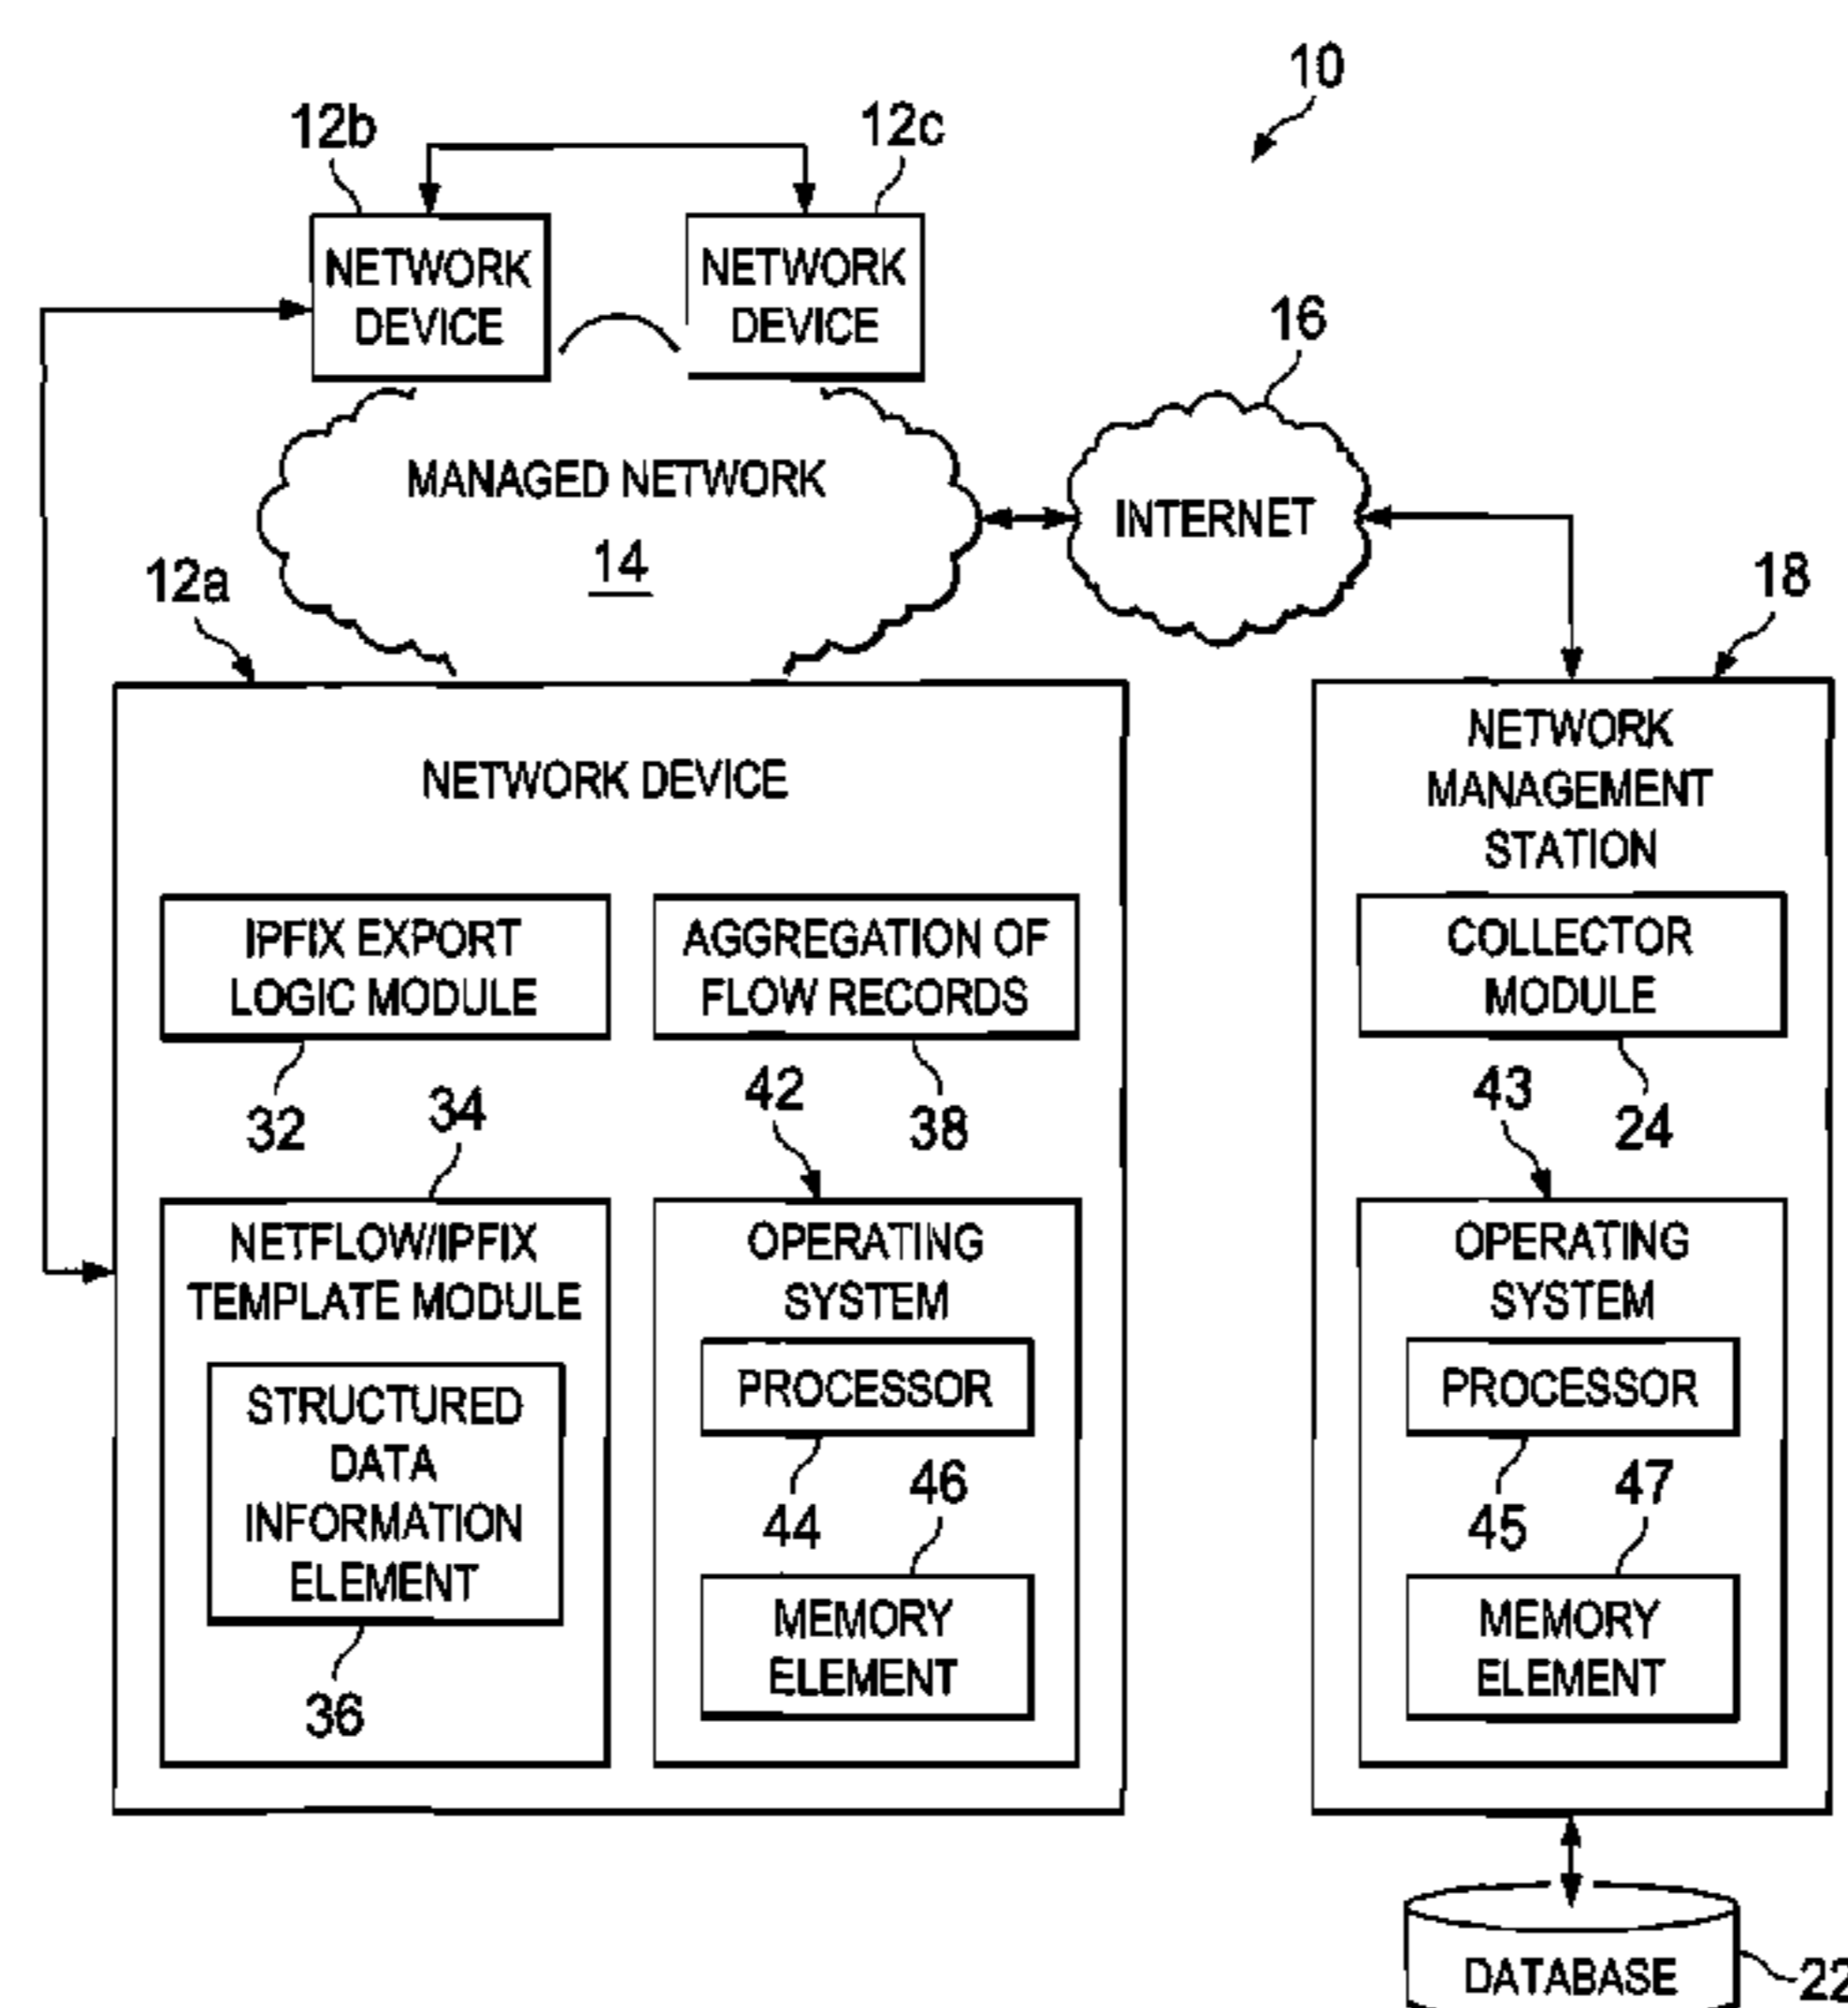 10
12b
12c
NETWORK
DEVICE
NETWORK
DEVICE
16
MANAGED NETWORK
14
INTERNET
12a
18
NETWORK DEVICE
NETWORK
MANAGEMENT
STATION
IPFIX EXPORT
LOGIC MODULE
AGGREGATION OF
FLOW RECORDS
COLLECTOR
MODULE
32
34
42
38
43
24
NETFLOW/IPFIX
TEMPLATE MODULE
STRUCTURED
DATA
INFORMATION
ELEMENT
36
OPERATING
SYSTEM
PROCESSOR
44
46
MEMORY
ELEMENT
OPERATING
SYSTEM
PROCESSOR
45
47
MEMORY
ELEMENT
DATABASE
22